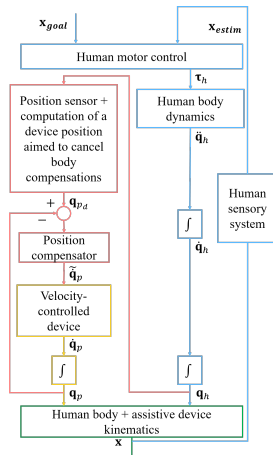 x_goal
x_estim
Human motor control
τ_h
Position sensor +
computation of a
device position
aimed to cancel
body
compensations
Human body
dynamics
q̈_h
q_{p_d}
+
−
∫
q̇_h
Human
sensory
system
Position
compensator
q̃_p
Velocity-
controlled
device
q̇_p
∫
∫
q_p
q_h
Human body + assistive device
kinematics
x